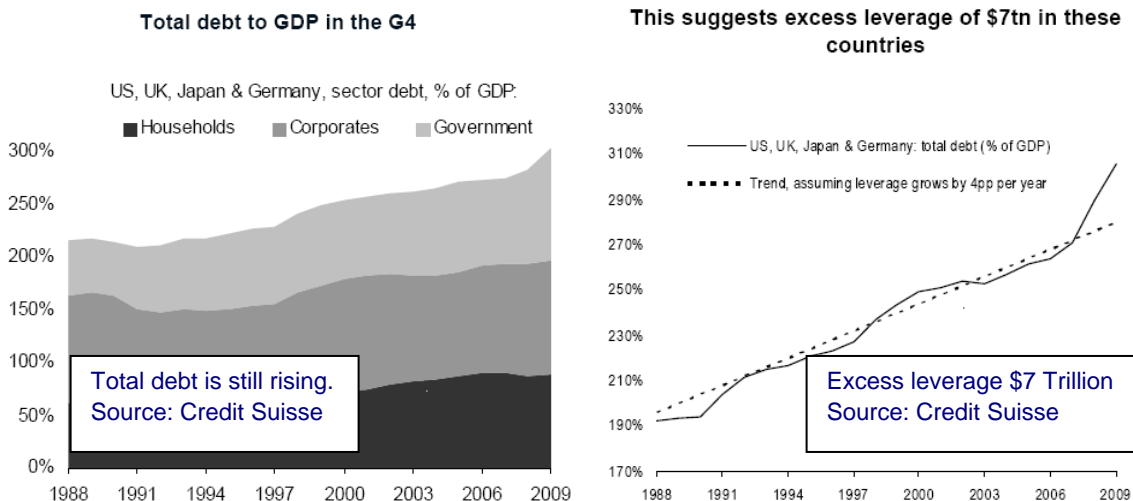 Total debt to GDP in the G4
US, UK, Japan & Germany, sector debt, % of GDP:
Households Corporates Government
300%
250%
200%
150%
100%
50%
0%
Total debt is still rising.
Source: Credit Suisse
1988 1991 1994 1997 2000 2003 2006 2009
This suggests excess leverage of $7tn in these
countries
330%
310%
290%
270%
250%
230%
210%
190%
170%
US, UK, Japan & Germany: total debt (% of GDP)
Trend, assuming leverage grows by 4pp per year
Excess leverage $7 Trillion
Source: Credit Suisse
1988 1991 1994 1997 2000 2003 2006 2009